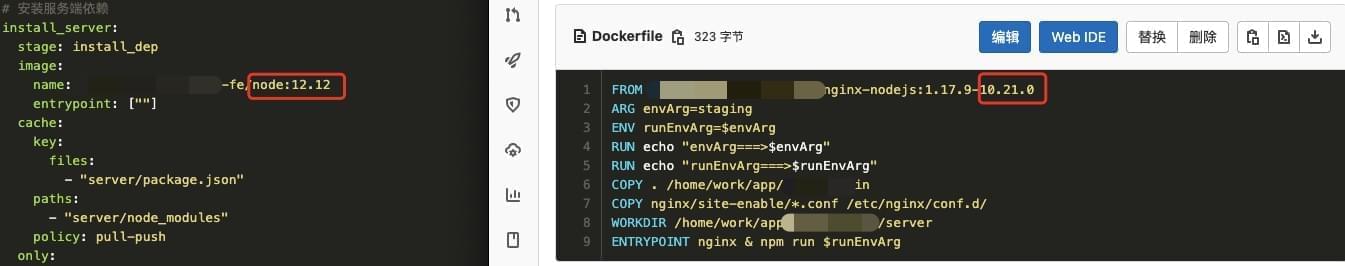 # 安装服务端依赖
install_server:
stage: install_dep
image:
name: -fe/node:12.12
entrypoint: [""]
cache:
key:
files:
- "server/package.json"
paths:
- "server/node_modules"
policy: pull-push
only:
Dockerfile 323 字节
编辑 Web IDE 替换 删除
1 FROM nginx-nodejs:1.17.9-10.21.0
2 ARG envArg=staging
3 ENV runEnvArg=$envArg
4 RUN echo "envArg===>$envArg"
5 RUN echo "runEnvArg===>$runEnvArg"
6 COPY . /home/work/app/ in
7 COPY nginx/site-enable/*.conf /etc/nginx/conf.d/
8 WORKDIR /home/work/app /server
9 ENTRYPOINT nginx & npm run $runEnvArg